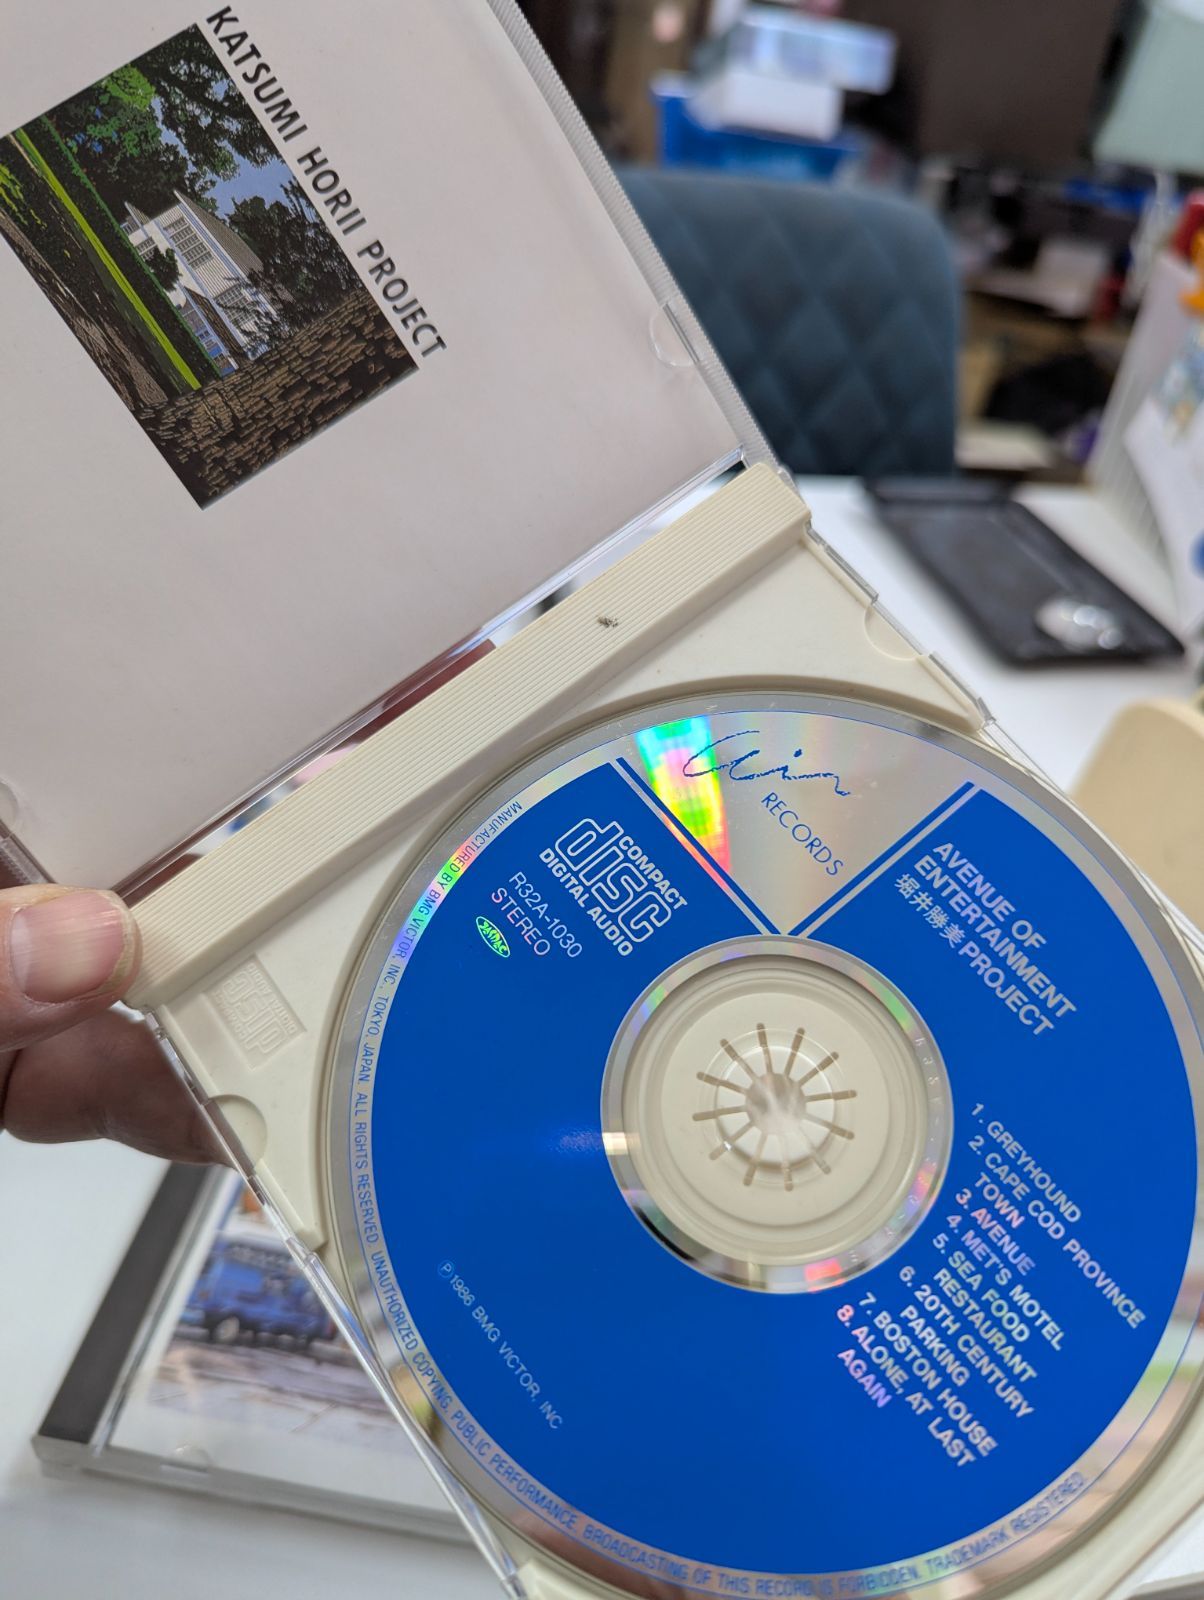 KATSUMI HORII PROJECT
Air
RECORDS
COMPACT
disc
DIGITAL AUDIO
R32A-1030
STEREO
JASRAC
AVENUE OF
ENTERTAINMENT
堀井勝美 PROJECT
1. GREYHOUND
2. CAPE COD PROVINCE
TOWN
3. AVENUE
4. MET'S MOTEL
5. SEA FOOD
RESTAURANT
6. 20TH CENTURY
PARKING
7. BOSTON HOUSE
8. ALONE, AT LAST
AGAIN
℗1986 BMG VICTOR, INC
MANUFACTURED BY BMG VICTOR, INC. TOKYO, JAPAN. ALL RIGHTS RESERVED. UNAUTHORIZED COPYING, PUBLIC PERFORMANCE, BROADCASTING OF THIS RECORD IS FORBIDDEN. TRADEMARK REGISTERED